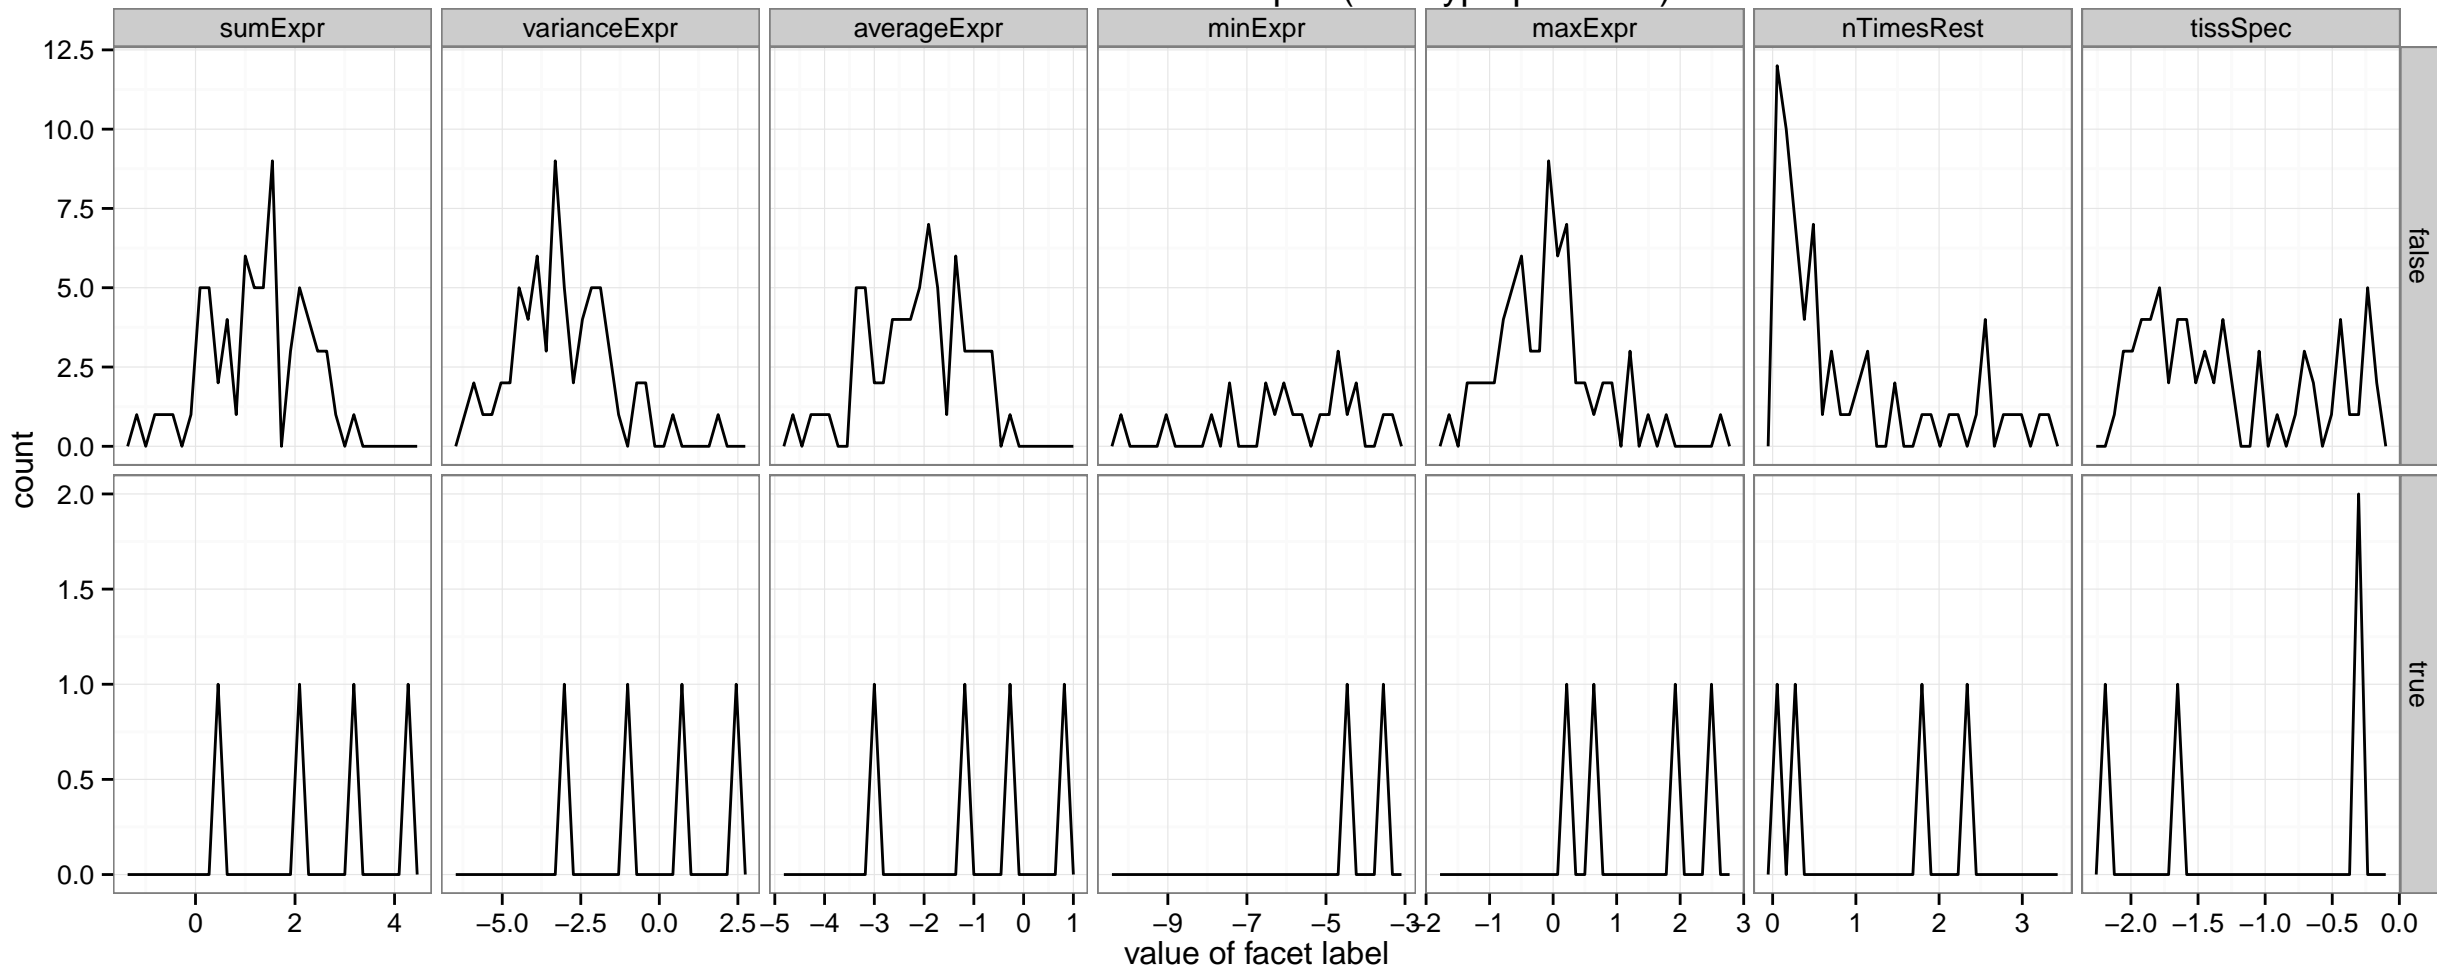 sumExpr varianceExpr averageExpr minExpr maxExpr nTimesRest tissSpec
12.5
10.0
7.5
5.0
2.5
0.0
false
count
2.0
1.5
1.0
0.5
0.0
true
0 2 4 −5.0 −2.5 0.0 2.5 −5 −4 −3 −2 −1 0 1 −9 −7 −5 −3 −2 −1 0 1 2 3 0 1 2 3 −2.0 −1.5 −1.0 −0.5 0.0
value of facet label